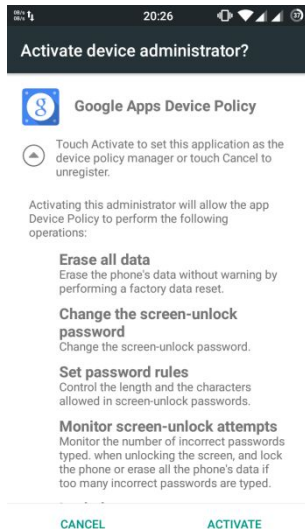 0B/s
0B/s
20:26
37
Activate device administrator?
8
Google Apps Device Policy
Touch Activate to set this application as the
device policy manager or touch Cancel to
unregister.
Activating this administrator will allow the app
Device Policy to perform the following
operations:
Erase all data
Erase the phone's data without warning by
performing a factory data reset.
Change the screen-unlock
password
Change the screen-unlock password.
Set password rules
Control the length and the characters
allowed in screen-unlock passwords.
Monitor screen-unlock attempts
Monitor the number of incorrect passwords
typed. when unlocking the screen, and lock
the phone or erase all the phone's data if
too many incorrect passwords are typed.
CANCEL
ACTIVATE